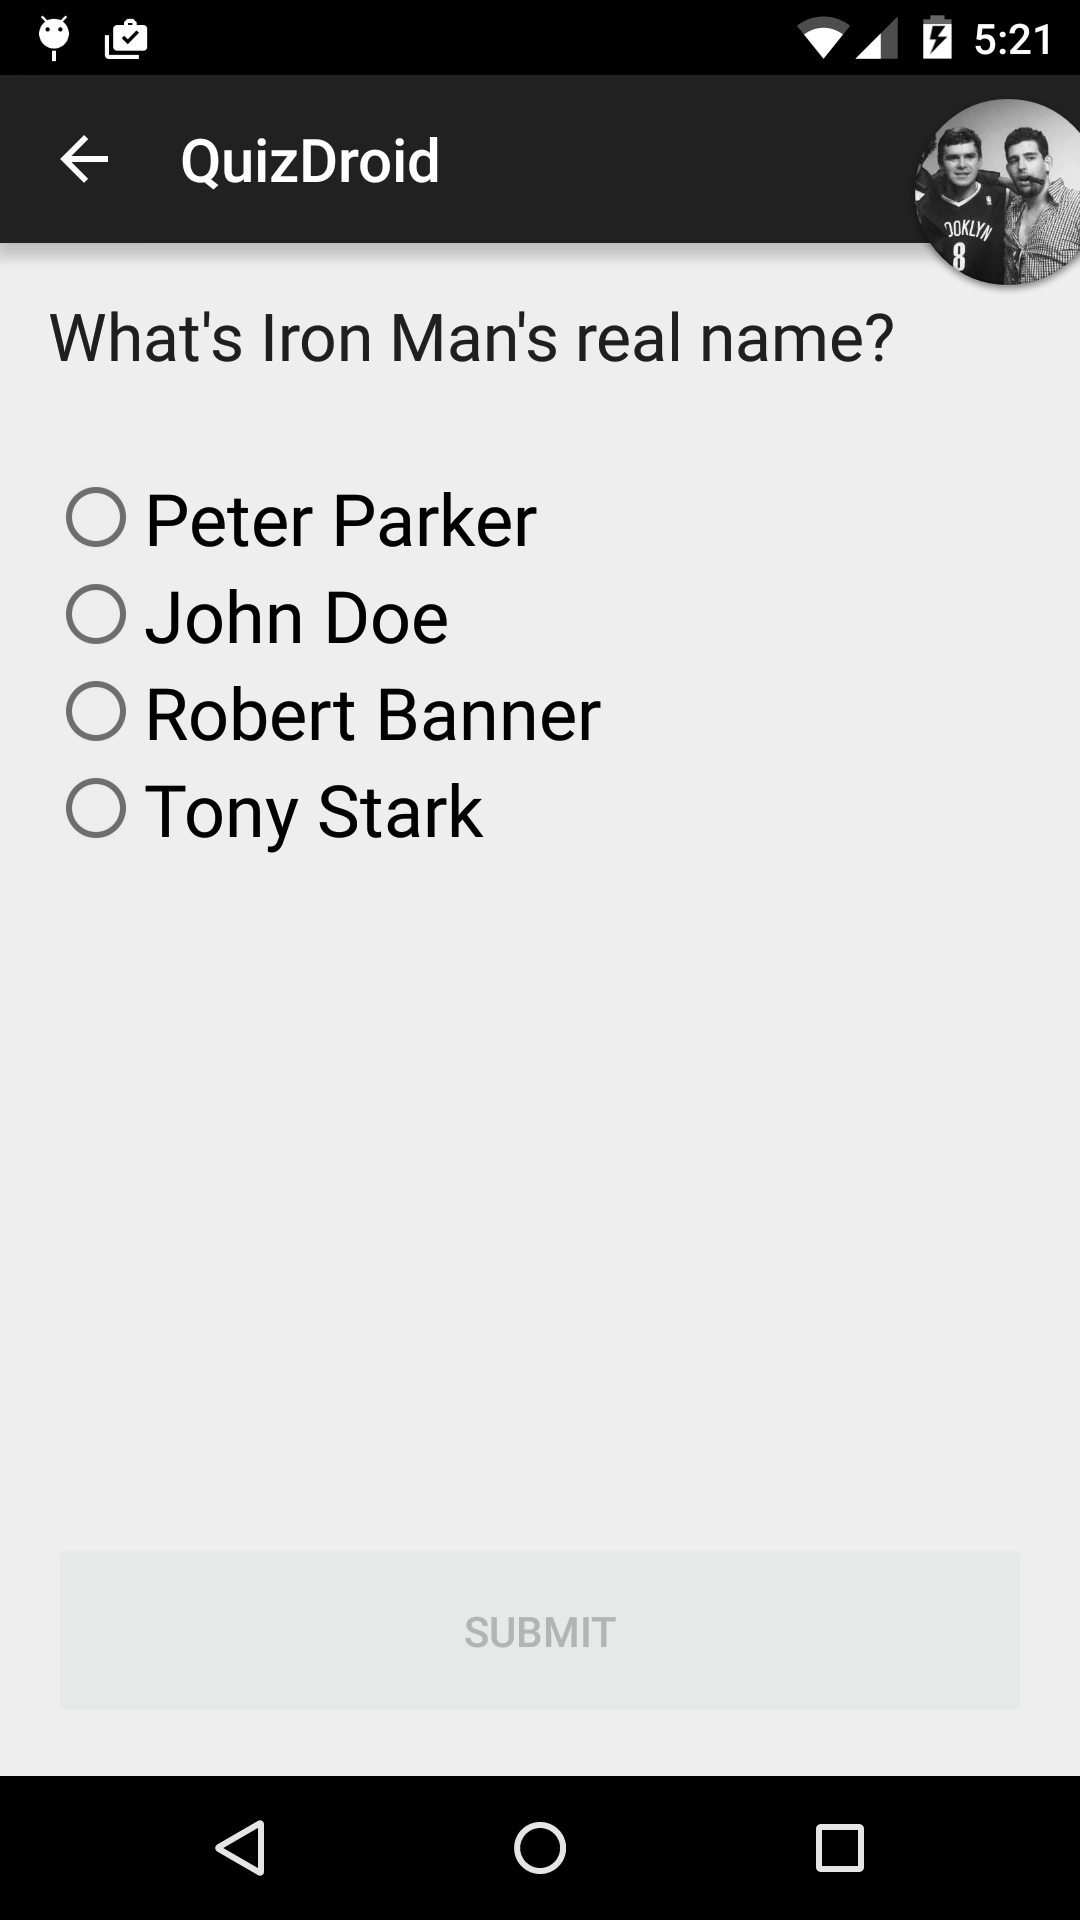 5:21
QuizDroid
OOKLYN
8
What's Iron Man's real name?
Peter Parker
John Doe
Robert Banner
Tony Stark
SUBMIT